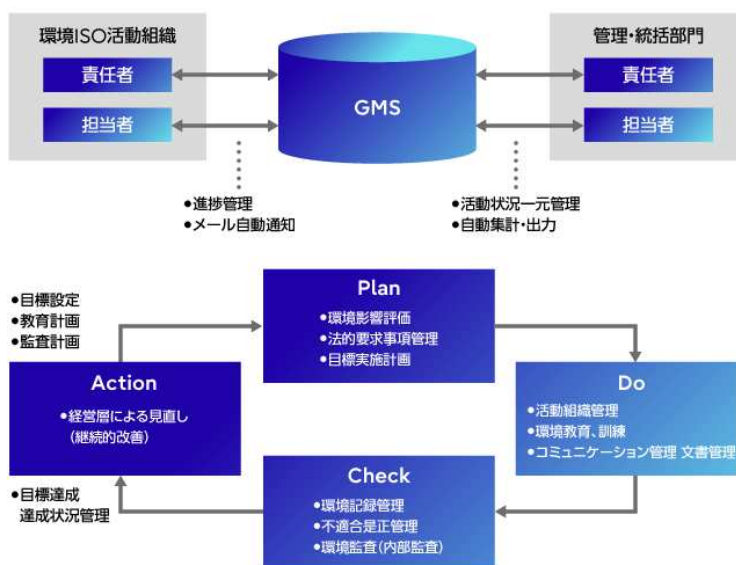 環境ISO活動組織
責任者
担当者
GMS
管理・統括部門
責任者
担当者
●進捗管理
●メール自動通知
●活動状況一元管理
●自動集計・出力
●目標設定
●教育計画
●監査計画
Plan
●環境影響評価
●法的要求事項管理
●目標実施計画
Action
●経営層による見直し
(継続的改善)
Do
●活動組織管理
●環境教育、訓練
●コミュニケーション管理 文書管理
Check
●環境記録管理
●不適合是正管理
●環境監査(内部監査)
●目標達成
達成状況管理